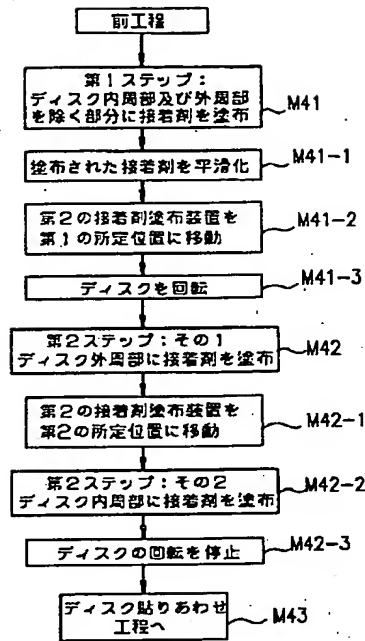 前工程
第1ステップ:
ディスク内周部及び外周部
を除く部分に接着剤を塗布
M41
塗布された接着剤を平滑化
M41-1
第2の接着剤塗布装置を
第1の所定位置に移動
M41-2
ディスクを回転
M41-3
第2ステップ:その1
ディスク外周部に接着剤を塗布
M42
第2の接着剤塗布装置を
第2の所定位置に移動
M42-1
第2ステップ:その2
ディスク内周部に接着剤を塗布
M42-2
ディスクの回転を停止
M42-3
ディスク貼りあわせ
工程へ
M43